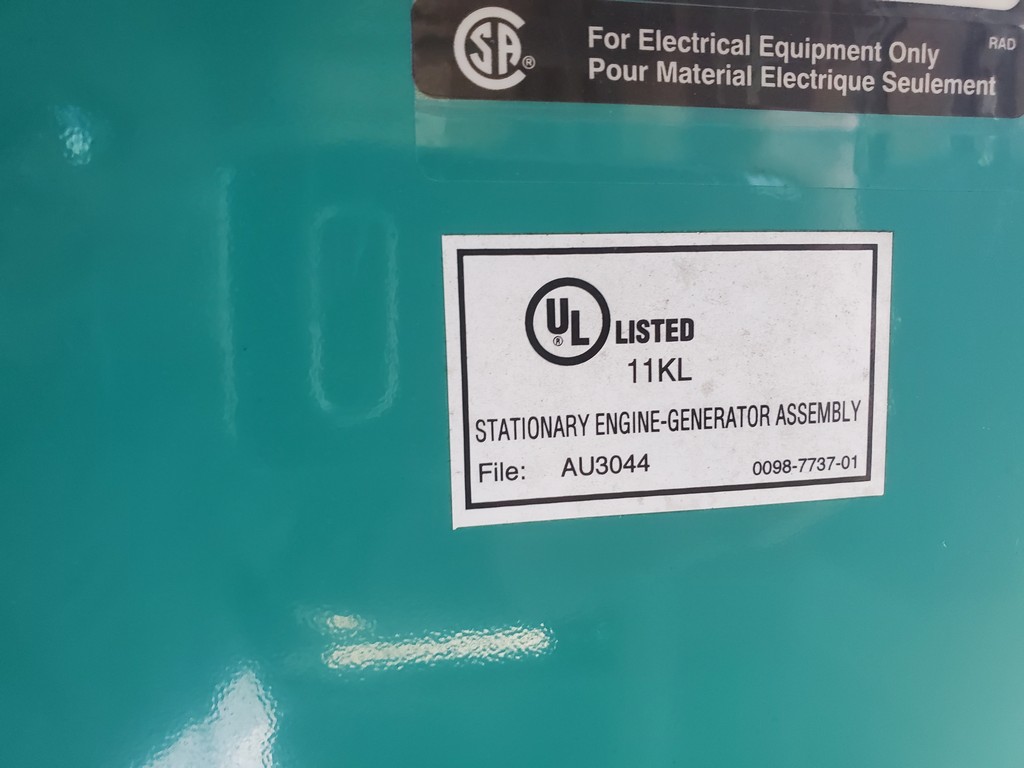 SA® For Electrical Equipment Only RAD
Pour Material Electrique Seulement
UL® LISTED
11KL
STATIONARY ENGINE-GENERATOR ASSEMBLY
File: AU3044 0098-7737-01